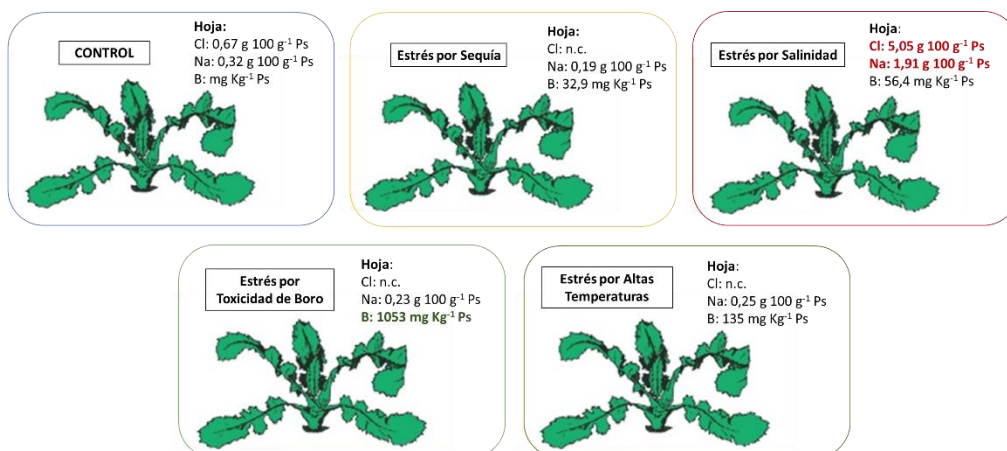 CONTROL
Hoja:
Cl: 0,67 g 100 g⁻¹ Ps
Na: 0,32 g 100 g⁻¹ Ps
B: mg Kg⁻¹ Ps
Estrés por Sequía
Hoja:
Cl: n.c.
Na: 0,19 g 100 g⁻¹ Ps
B: 32,9 mg Kg⁻¹ Ps
Estrés por Salinidad
Hoja:
Cl: 5,05 g 100 g⁻¹ Ps
Na: 1,91 g 100 g⁻¹ Ps
B: 56,4 mg Kg⁻¹ Ps
Estrés por
Toxicidad de Boro
Hoja:
Cl: n.c.
Na: 0,23 g 100 g⁻¹ Ps
B: 1053 mg Kg⁻¹ Ps
Estrés por Altas
Temperaturas
Hoja:
Cl: n.c.
Na: 0,25 g 100 g⁻¹ Ps
B: 135 mg Kg⁻¹ Ps